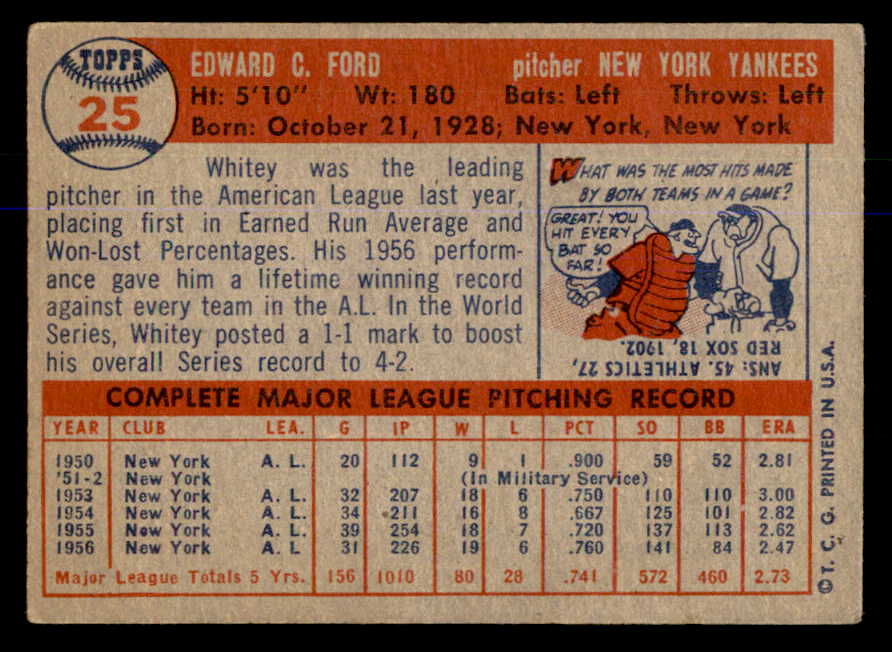 TOPPS
25
EDWARD C. FORD pitcher NEW YORK YANKEES
Ht: 5'10" Wt: 180 Bats: Left Throws: Left
Born: October 21, 1928; New York, New York
Whitey was the leading
pitcher in the American League last year,
placing first in Earned Run Average and
Won-Lost Percentages. His 1956 perform-
ance gave him a lifetime winning record
against every team in the A.L. In the World
Series, Whitey posted a 1-1 mark to boost
his overall Series record to 4-2.
WHAT WAS THE MOST HITS MADE
BY BOTH TEAMS IN A GAME?
GREAT! YOU
HIT EVERY
BAT SO
FAR!
ANS: 45. ATHLETICS 27,
RED SOX 18, 1902.
COMPLETE MAJOR LEAGUE PITCHING RECORD
YEAR CLUB LEA. G IP W L PCT SO BB ERA
1950 New York A. L. 20 112 9 1 .900 59 52 2.81
'51-2 New York (In Military Service)
1953 New York A. L. 32 207 18 6 .750 110 110 3.00
1954 New York A. L. 34 211 16 8 .667 125 101 2.82
1955 New York A. L. 39 254 18 7 .720 137 113 2.62
1956 New York A. L 31 226 19 6 .760 141 84 2.47
Major League Totals 5 Yrs. 156 1010 80 28 .741 572 460 2.73
© T. C. G. PRINTED IN U.S.A.